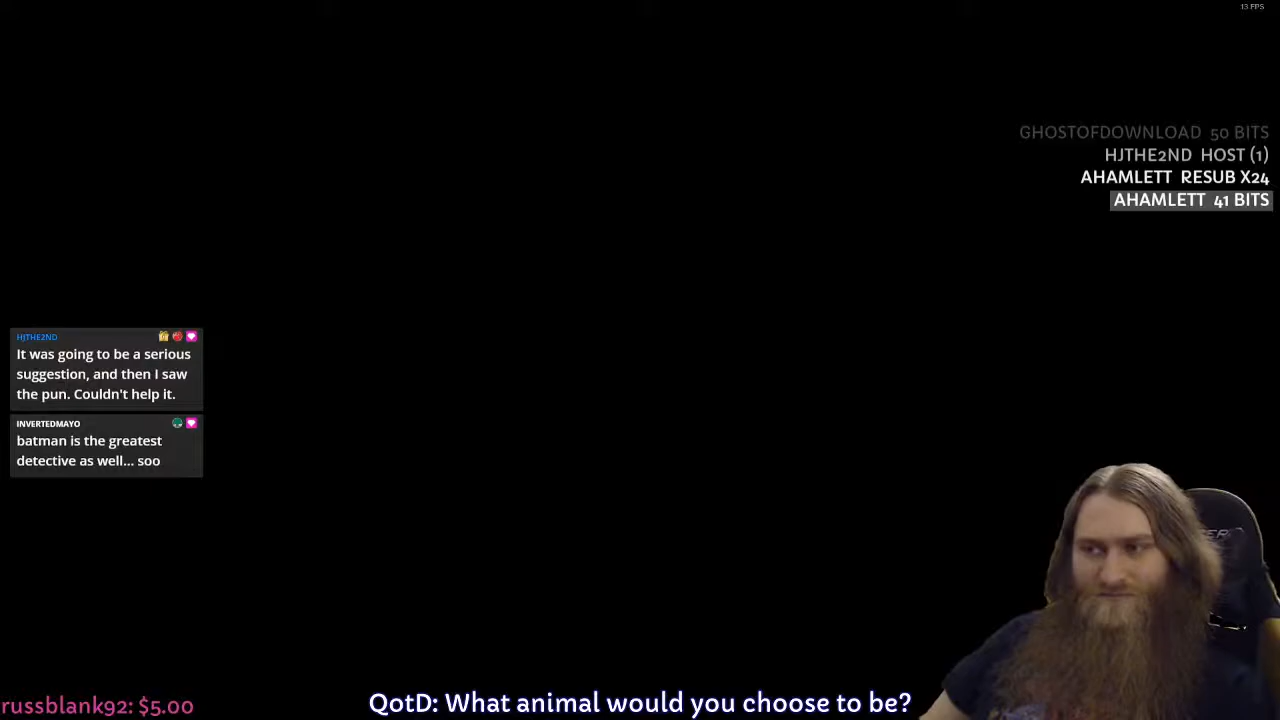 13 FPS
GHOSTOFDOWNLOAD 50 BITS
HJTHE2ND HOST (1)
AHAMLETT RESUB X24
AHAMLETT 41 BITS
HJTHE2ND
It was going to be a serious
suggestion, and then I saw
the pun. Couldn't help it.
INVERTEDMAYO
batman is the greatest
detective as well... soo
russblank92: $5.00
QotD: What animal would you choose to be?